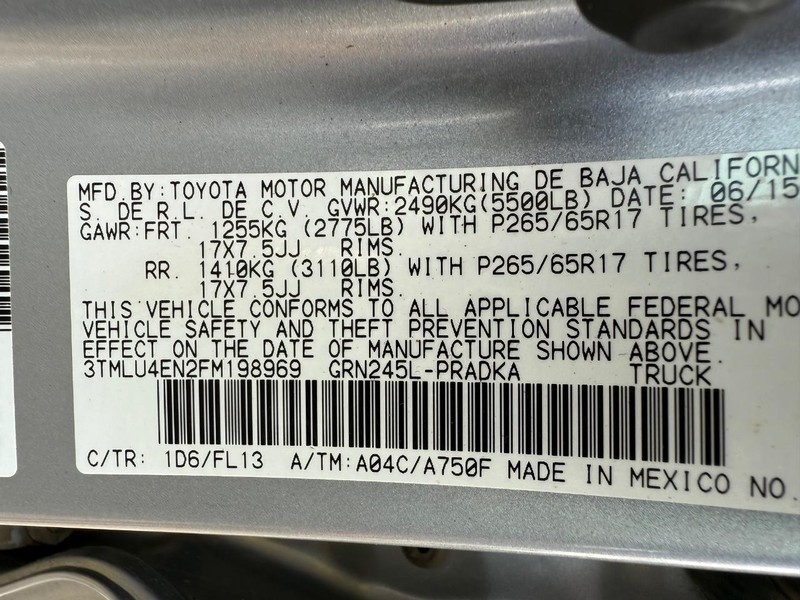 MFD.BY:TOYOTA MOTOR MANUFACTURING DE BAJA CALIFORN
S. DE R.L. DE C.V. GVWR:2490KG(5500LB) DATE: 06/15
GAWR:FRT. 1255KG (2775LB) WITH P265/65R17 TIRES,
17X7.5JJ RIMS.
RR. 1410KG (3110LB) WITH P265/65R17 TIRES,
17X7.5JJ RIMS.
THIS VEHICLE CONFORMS TO ALL APPLICABLE FEDERAL MO
VEHICLE SAFETY AND THEFT PREVENTION STANDARDS IN
EFFECT ON THE DATE OF MANUFACTURE SHOWN ABOVE.
3TMLU4EN2FM198969 GRN245L-PRADKA TRUCK
C/TR: 1D6/FL13 A/TM:A04C/A750F MADE IN MEXICO NO.